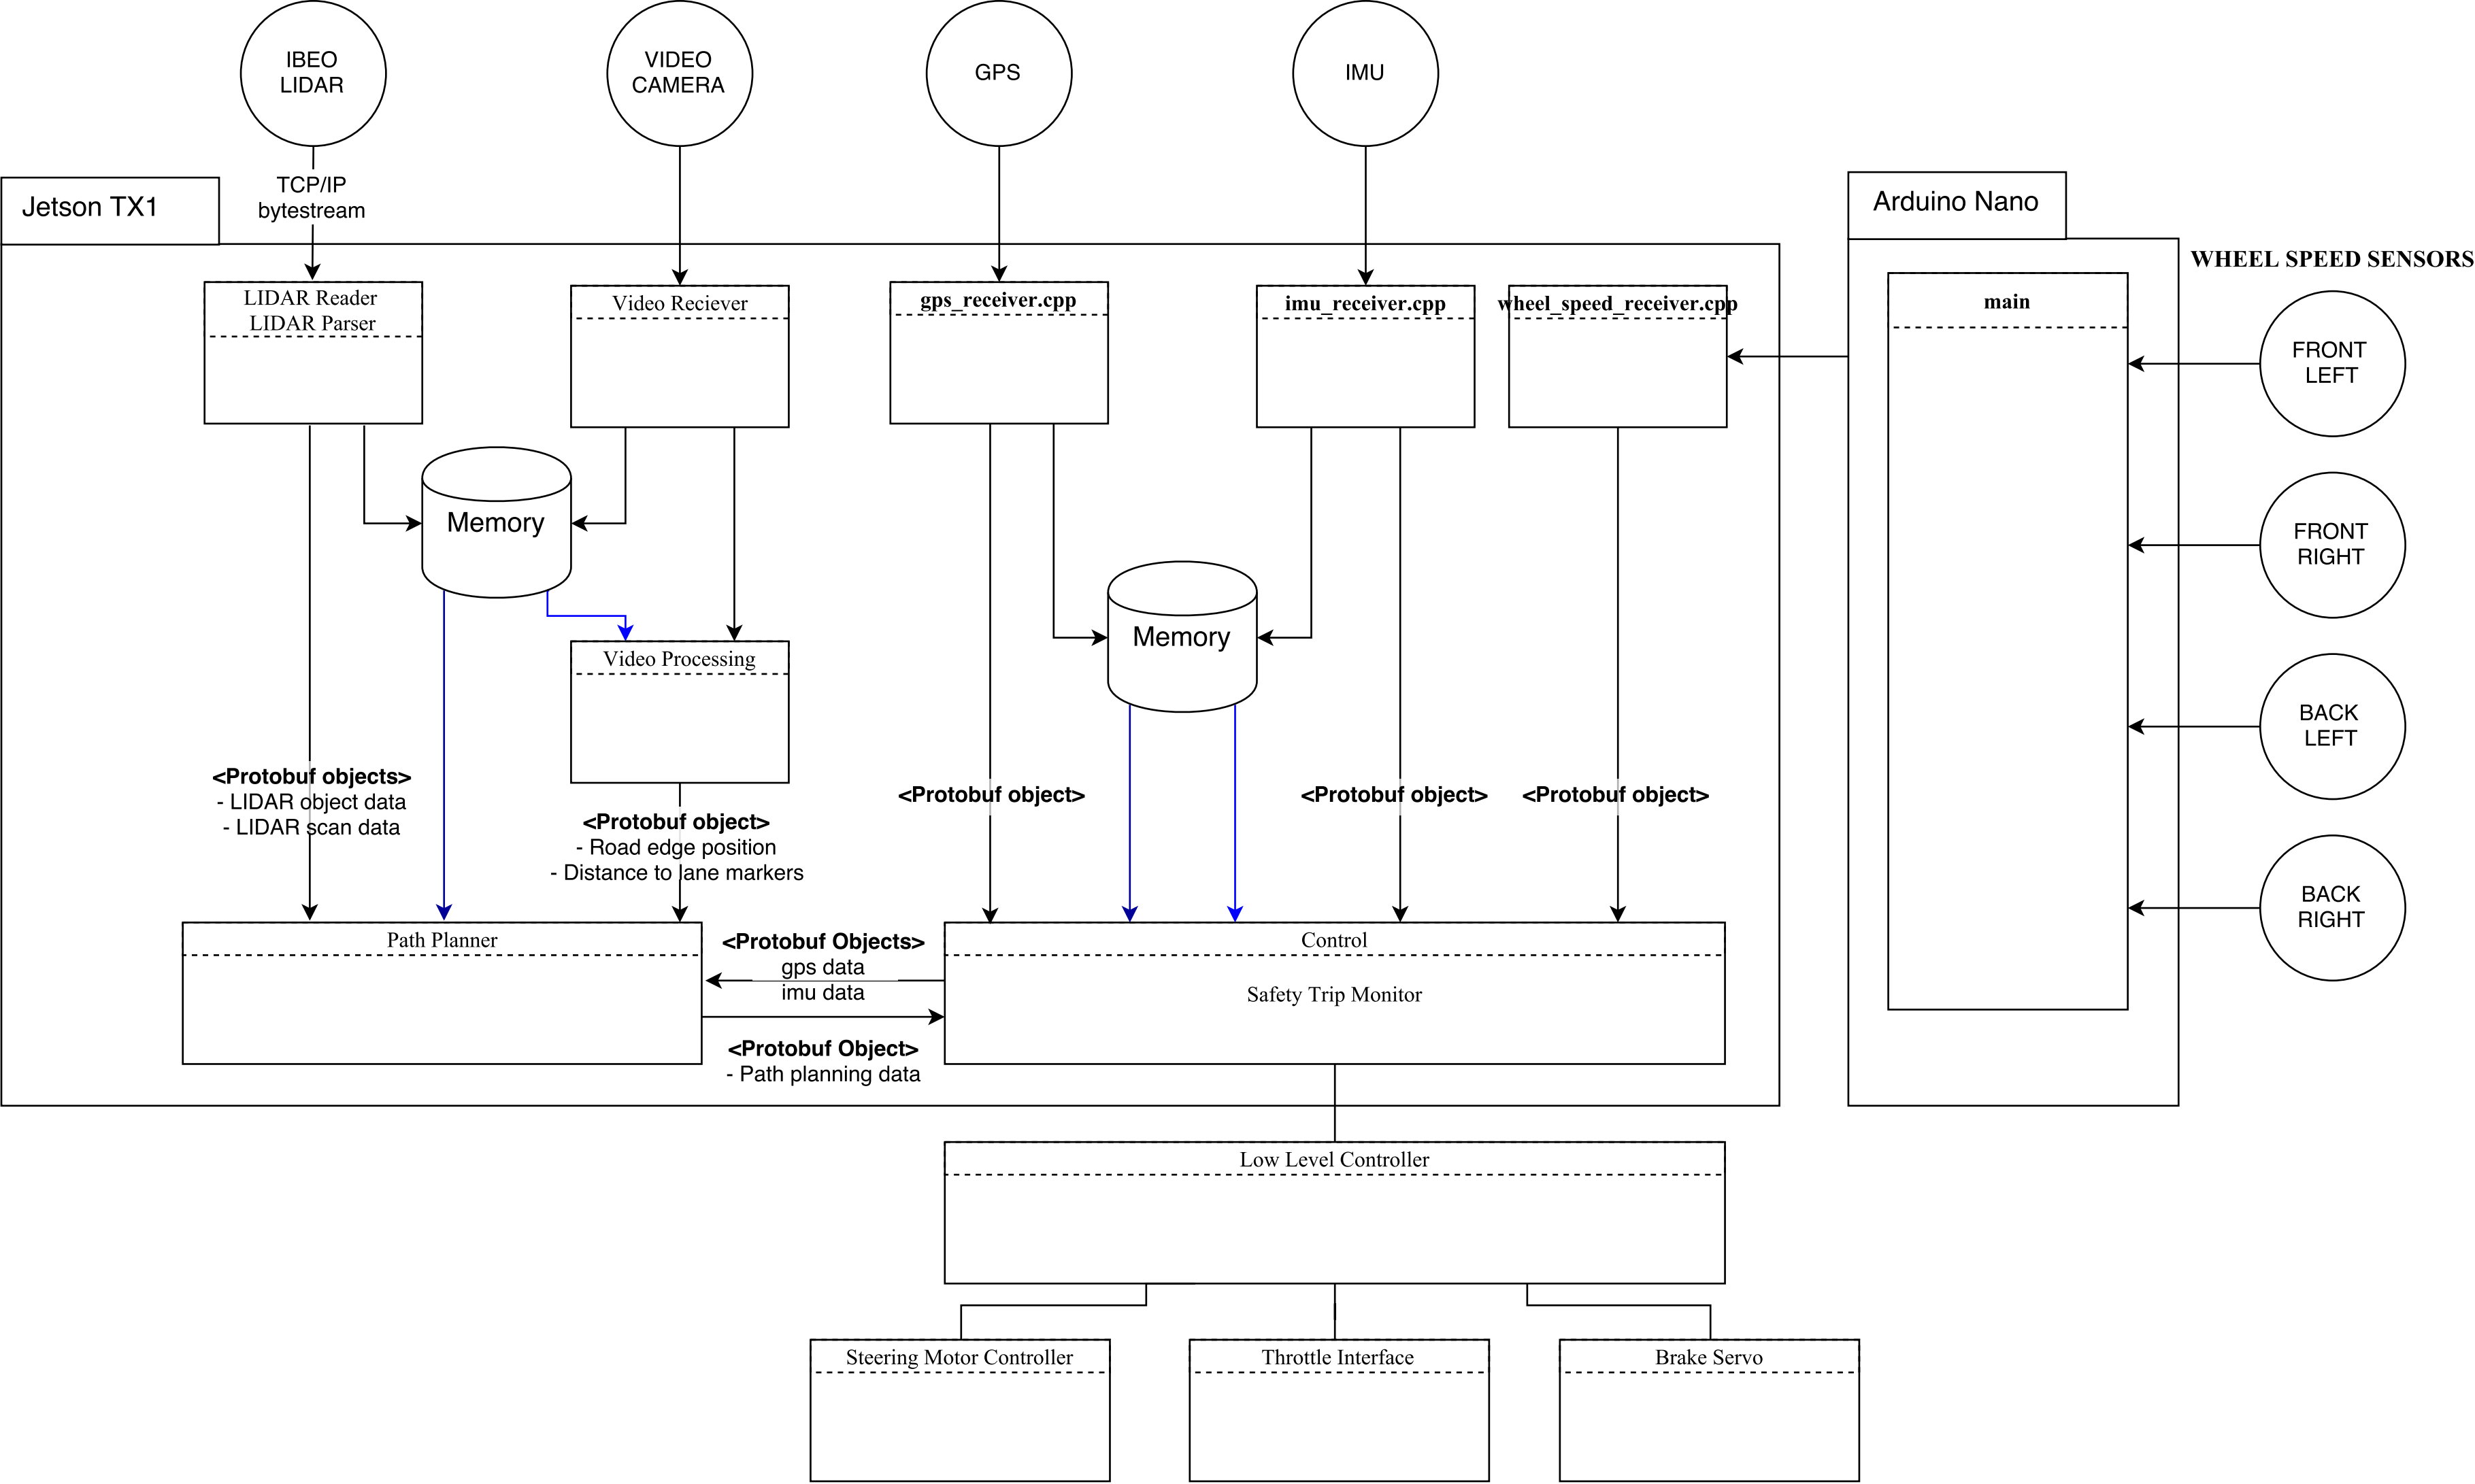 IBEO
LIDAR
VIDEO
CAMERA
GPS
IMU
TCP/IP
bytestream
Jetson TX1
Arduino Nano
WHEEL SPEED SENSORS
LIDAR Reader
LIDAR Parser
Video Reciever
gps_receiver.cpp
imu_receiver.cpp
wheel_speed_receiver.cpp
main
FRONT
LEFT
FRONT
RIGHT
BACK
LEFT
BACK
RIGHT
Memory
Memory
Video Processing
<Protobuf objects>
- LIDAR object data
- LIDAR scan data
<Protobuf object>
- Road edge position
- Distance to lane markers
<Protobuf object>
<Protobuf object>
<Protobuf object>
Path Planner
<Protobuf Objects>
gps data
imu data
<Protobuf Object>
- Path planning data
Control
Safety Trip Monitor
Low Level Controller
Steering Motor Controller
Throttle Interface
Brake Servo